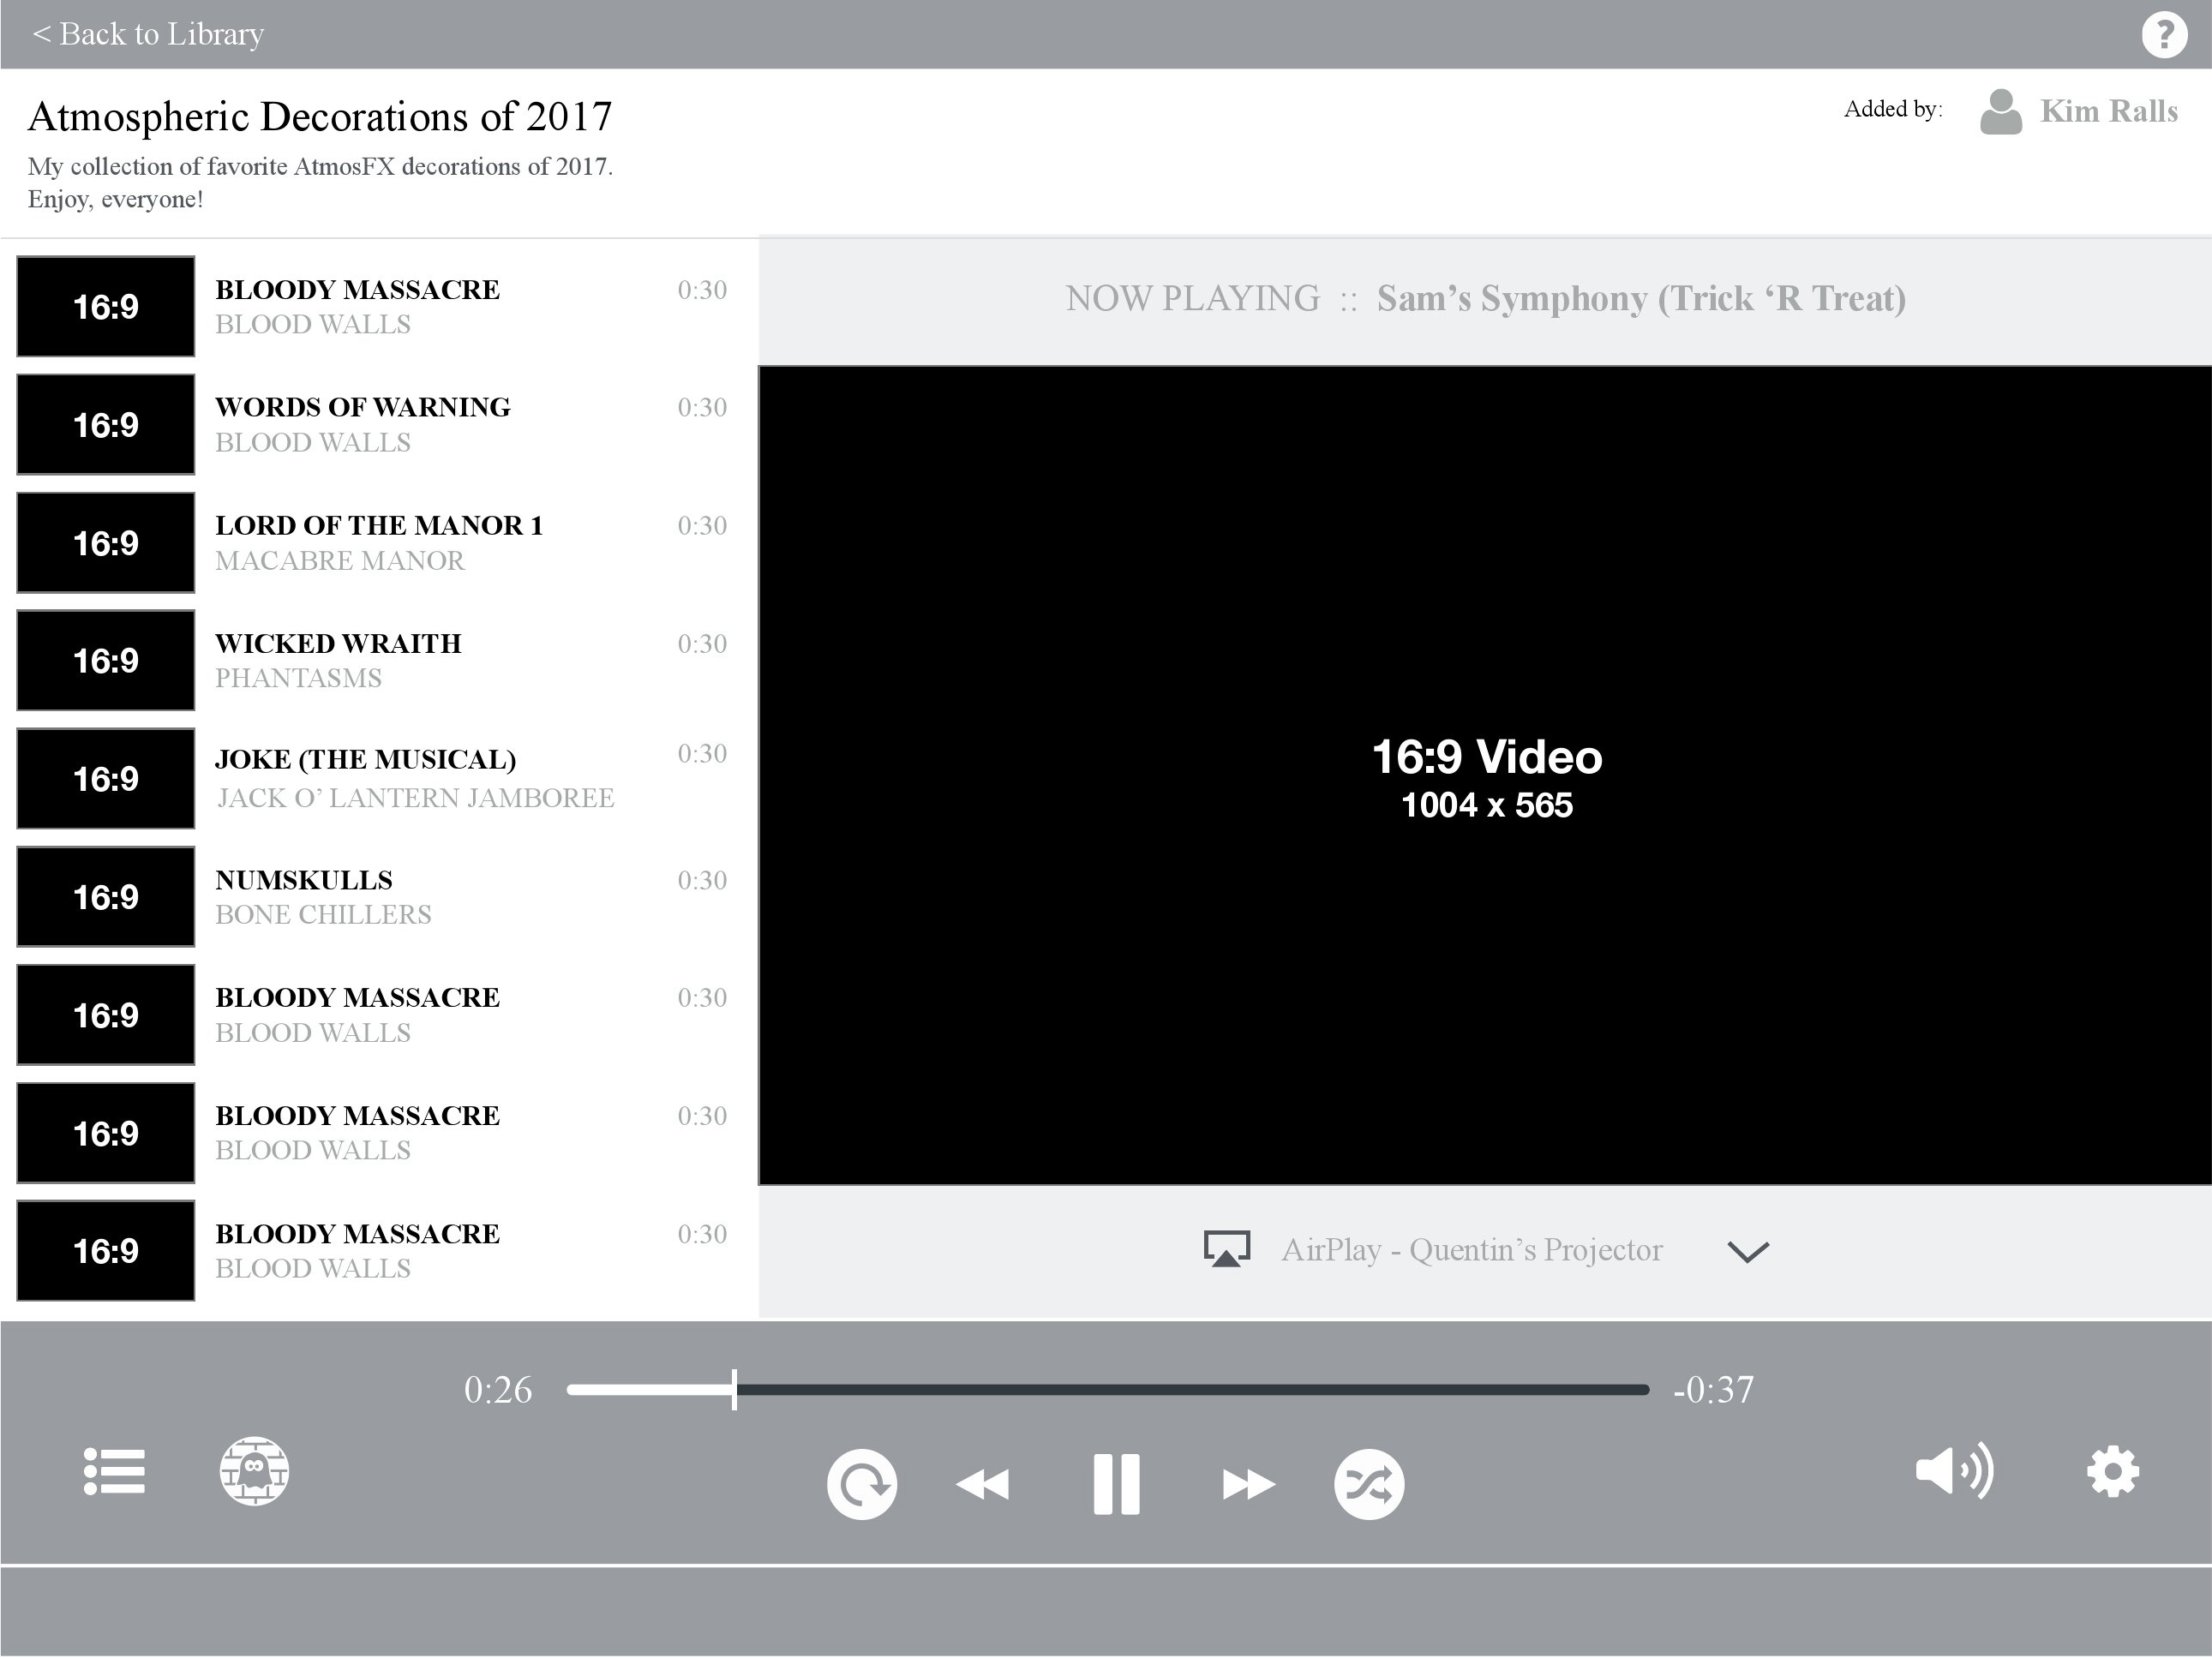 < Back to Library
?
Atmospheric Decorations of 2017
Added by: Kim Ralls
My collection of favorite AtmosFX decorations of 2017.
Enjoy, everyone!
16:9
BLOODY MASSACRE 0:30
BLOOD WALLS
16:9
WORDS OF WARNING 0:30
BLOOD WALLS
16:9
LORD OF THE MANOR 1 0:30
MACABRE MANOR
16:9
WICKED WRAITH 0:30
PHANTASMS
16:9
JOKE (THE MUSICAL) 0:30
JACK O’ LANTERN JAMBOREE
16:9
NUMSKULLS 0:30
BONE CHILLERS
16:9
BLOODY MASSACRE 0:30
BLOOD WALLS
16:9
BLOODY MASSACRE 0:30
BLOOD WALLS
16:9
BLOODY MASSACRE 0:30
BLOOD WALLS
NOW PLAYING :: Sam’s Symphony (Trick ‘R Treat)
16:9 Video
1004 x 565
AirPlay - Quentin’s Projector
0:26
-0:37